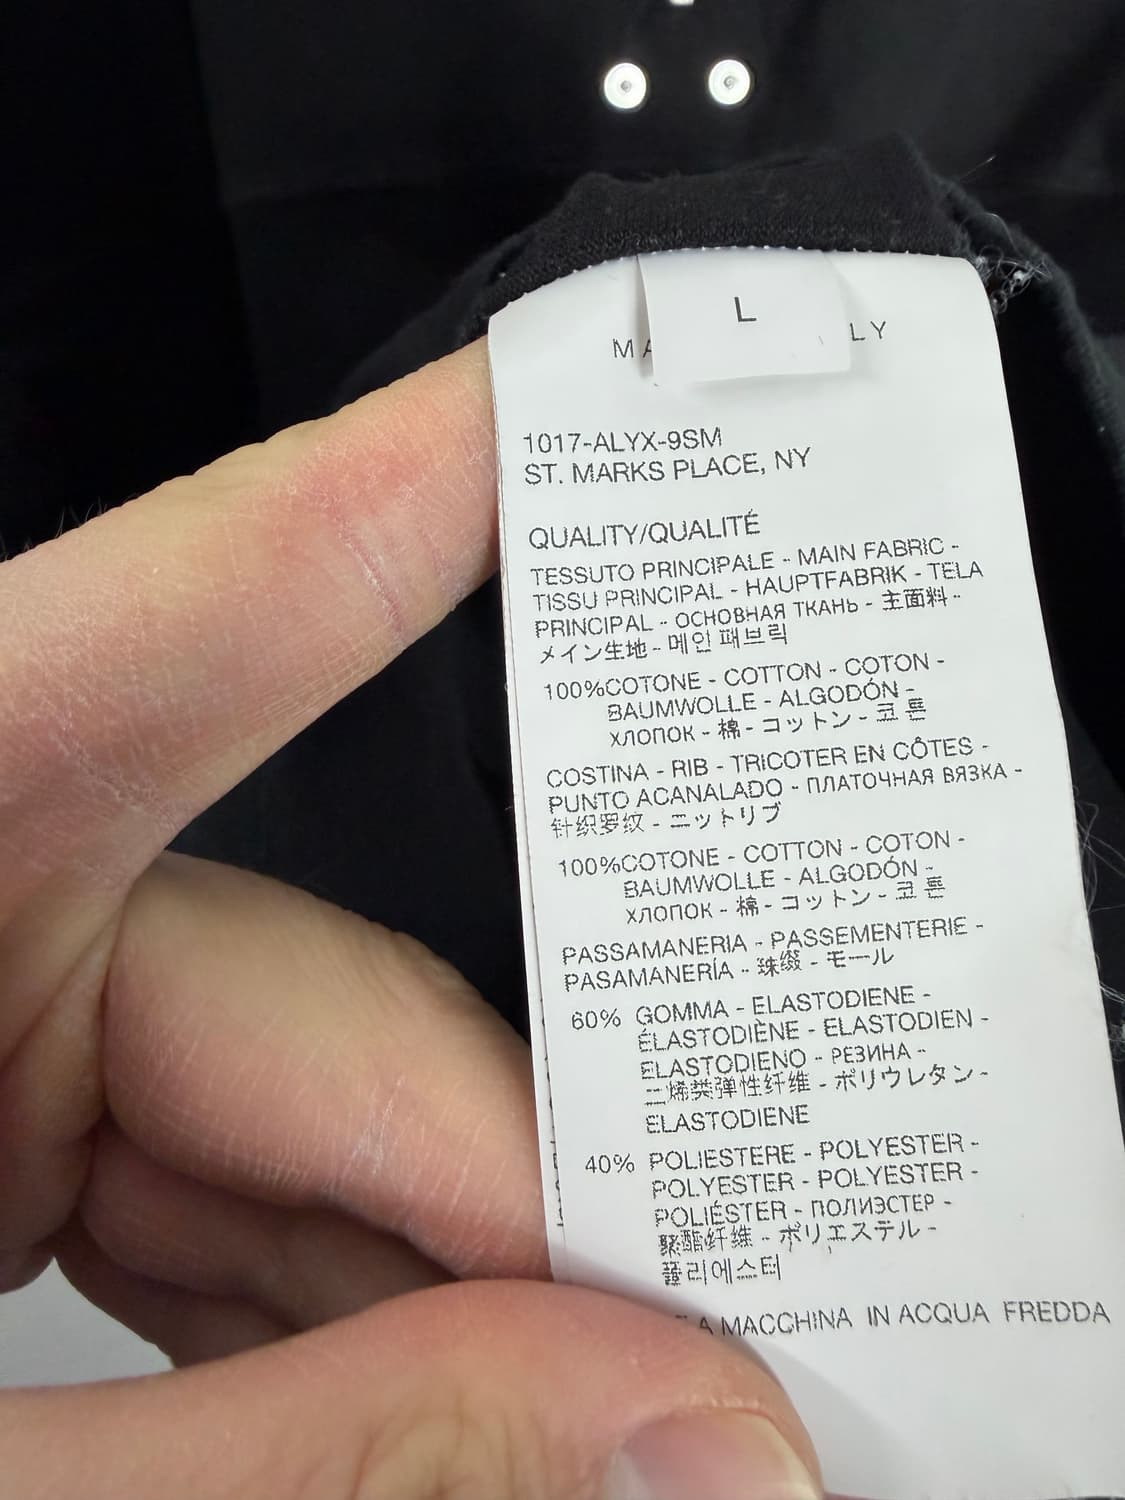 L
M LY
1017-ALYX-9SM
ST. MARKS PLACE, NY
QUALITY/QUALITÉ
TESSUTO PRINCIPALE - MAIN FABRIC -
TISSU PRINCIPAL - HAUPTFABRIK - TELA
PRINCIPAL - ОСНОВНАЯ ТКАНЬ - 主面料 -
メイン生地 - 메인 패브릭
100%COTONE - COTTON - COTON -
BAUMWOLLE - ALGODÓN -
ХЛОПОК - 棉 - コットン - 코튼
COSTINA - RIB - TRICOTER EN CÔTES -
PUNTO ACANALADO - ПЛАТОЧНАЯ ВЯЗКА -
针织罗纹 - ニットリブ
100%COTONE - COTTON - COTON -
BAUMWOLLE - ALGODÓN -
ХЛОПОК - 棉 - コットン - 코튼
PASSAMANERIA - PASSEMENTERIE -
PASAMANERÍA - 珠缀 - モール
60% GOMMA - ELASTODIENE -
ÉLASTODIÈNE - ELASTODIEN -
ELASTODIENO - РЕЗИНА -
二烯类弹性纤维 - ポリウレタン -
ELASTODIENE
40% POLIESTERE - POLYESTER -
POLYESTER - POLYESTER -
POLIÉSTER - ПОЛИЭСТЕР -
聚酯纤维 - ポリエステル -
폴리에스터
A MACCHINA IN ACQUA FREDDA